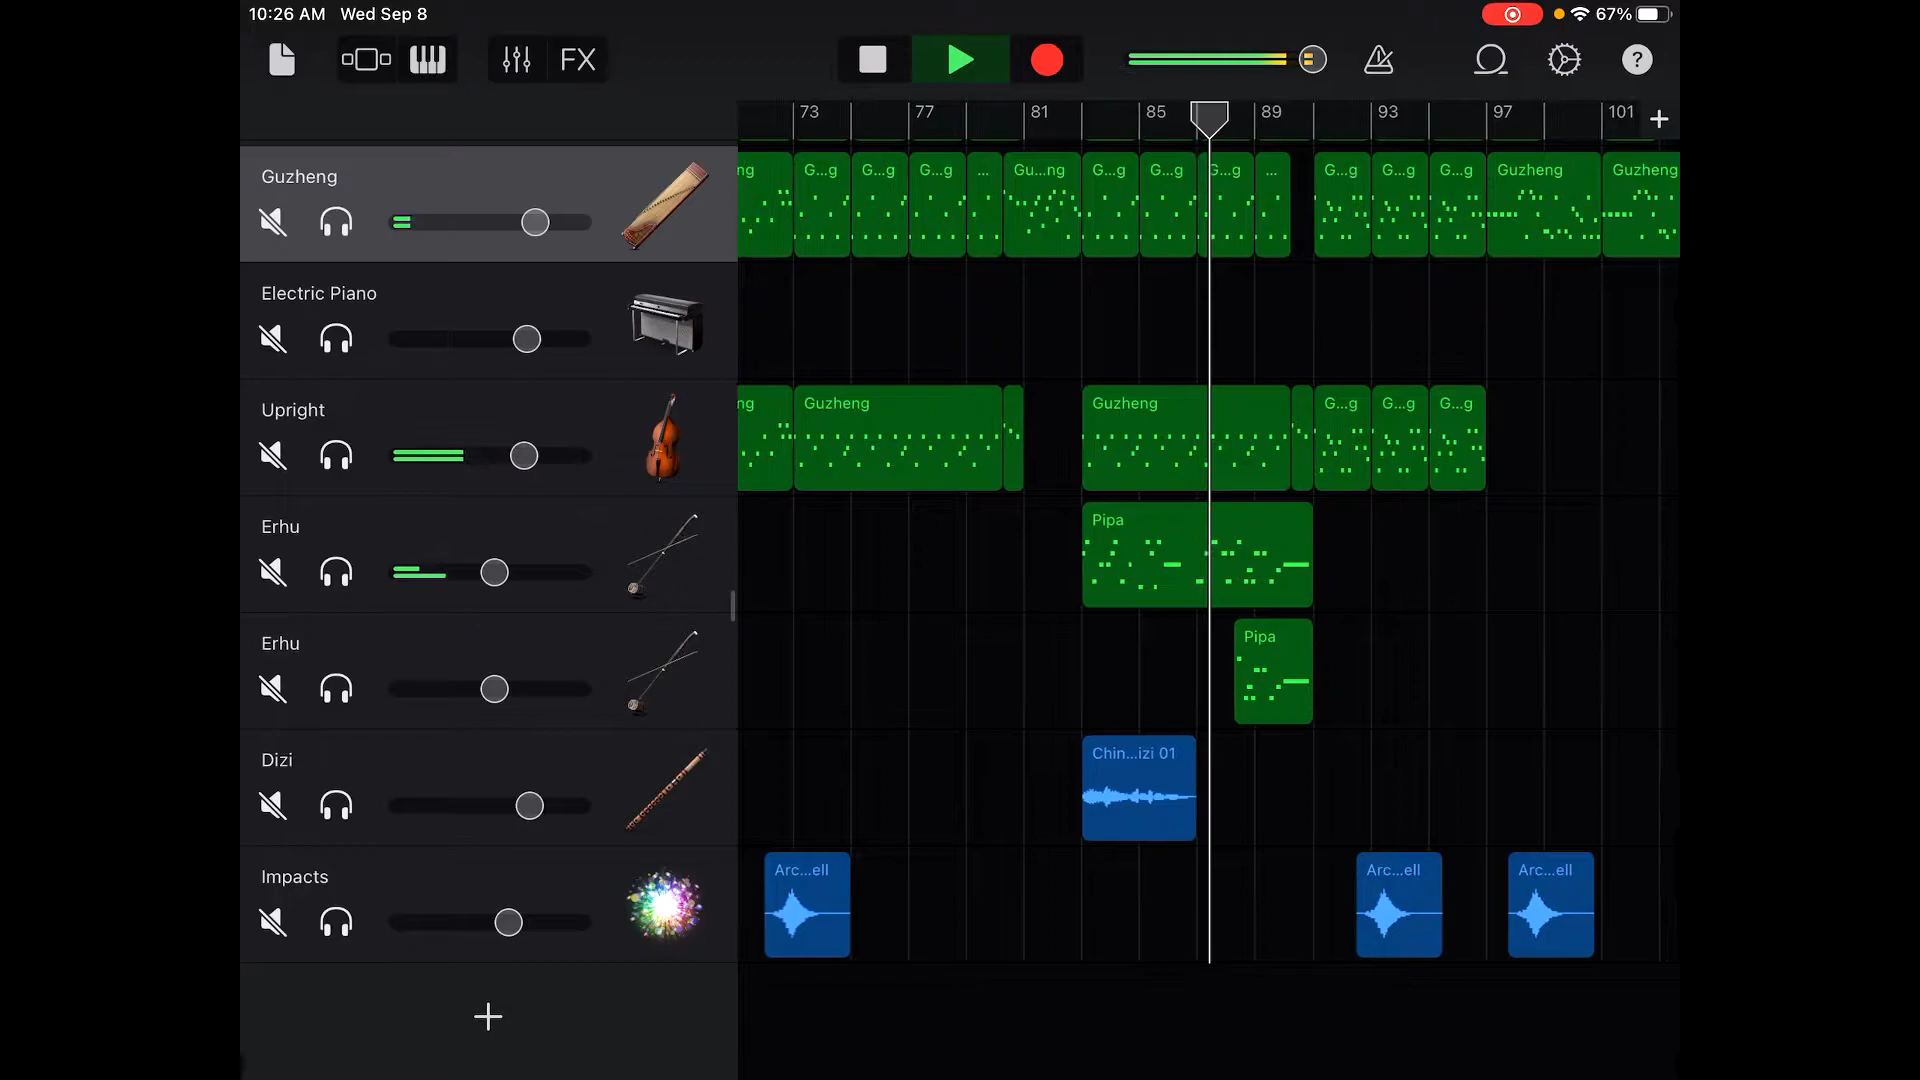 10:26 AM Wed Sep 8 67%
FX
73 77 81 85 89 93 97 101
Guzheng
ng G...g G...g G...g ... Gu...ng G...g G...g G...g ... G...g G...g G...g Guzheng Guzheng
Electric Piano
Upright
ng Guzheng Guzheng G...g G...g G...g
Erhu
Pipa
Erhu
Pipa
Dizi
Chin...izi 01
Impacts
Arc...ell Arc...ell Arc...ell